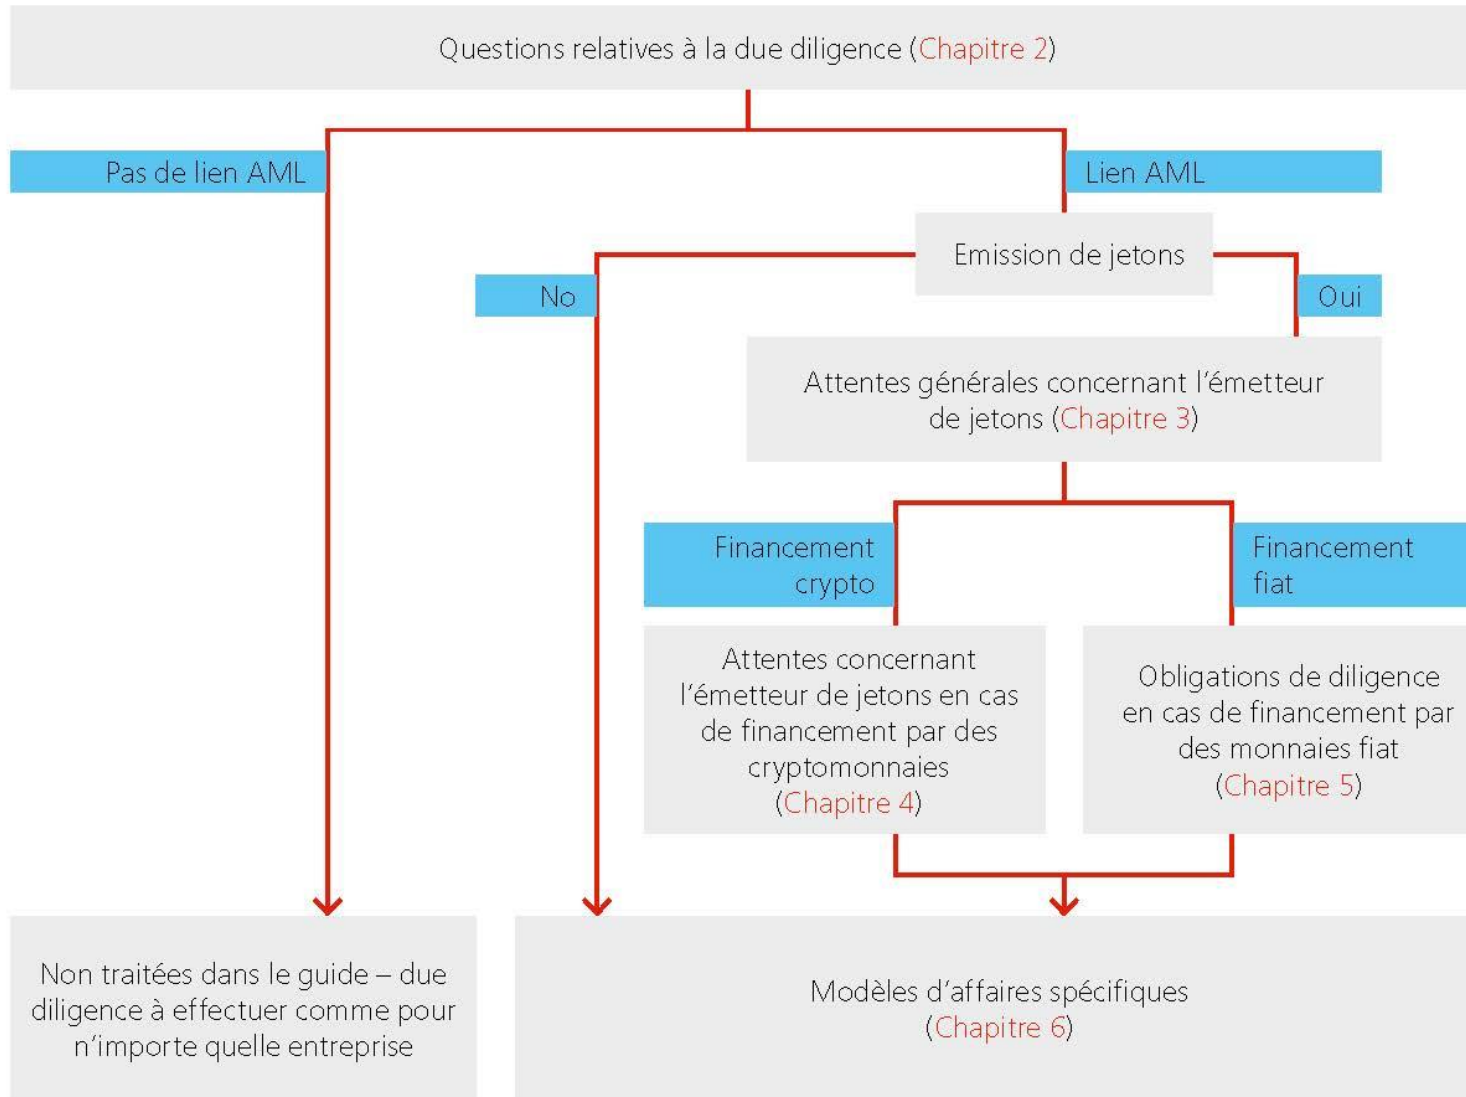 Questions relatives à la due diligence (Chapitre 2)
Pas de lien AML
Lien AML
Emission de jetons
No
Oui
Attentes générales concernant l’émetteur
de jetons (Chapitre 3)
Financement
crypto
Financement
fiat
Attentes concernant
l’émetteur de jetons en cas
de financement par des
cryptomonnaies
(Chapitre 4)
Obligations de diligence
en cas de financement par
des monnaies fiat
(Chapitre 5)
Non traitées dans le guide – due
diligence à effectuer comme pour
n’importe quelle entreprise
Modèles d’affaires spécifiques
(Chapitre 6)